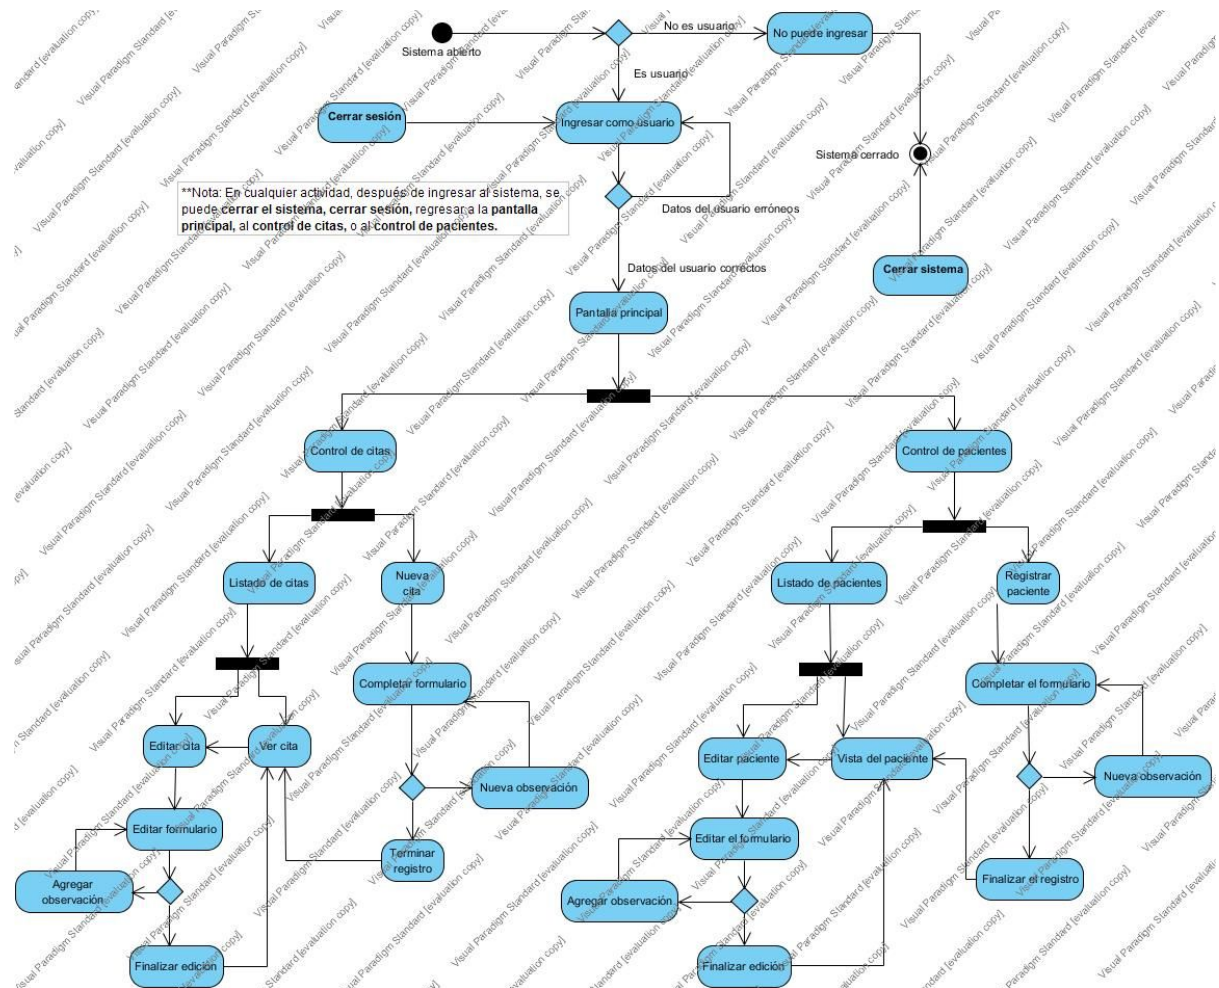 No es usuario
No puede ingresar
Sistema abierto
Es usuario
Cerrar sesión
Ingresar como usuario
Sistema cerrado
**Nota: En cualquier actividad, después de ingresar al sistema, se
puede cerrar el sistema, cerrar sesión, regresar a la pantalla
principal, al control de citas, o al control de pacientes.
Datos del usuario erróneos
Datos del usuario correctos
Cerrar sistema
Pantalla principal
Control de citas
Control de pacientes
Listado de citas
Nueva
cita
Listado de pacientes
Registrar
paciente
Completar formulario
Completar el formulario
Editar cita
Ver cita
Editar paciente
Vista del paciente
Nueva observación
Nueva observación
Editar formulario
Editar el formulario
Terminar
registro
Finalizar el registro
Agregar
observación
Agregar observación
Finalizar edición
Finalizar edición
Visual Paradigm Standard [evaluation copy]